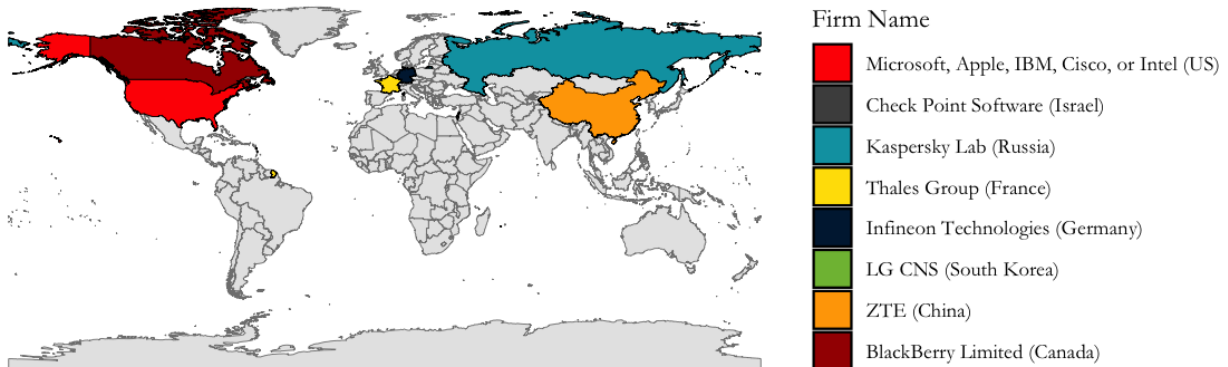 Firm Name
Microsoft, Apple, IBM, Cisco, or Intel (US)
Check Point Software (Israel)
Kaspersky Lab (Russia)
Thales Group (France)
Infineon Technologies (Germany)
LG CNS (South Korea)
ZTE (China)
BlackBerry Limited (Canada)